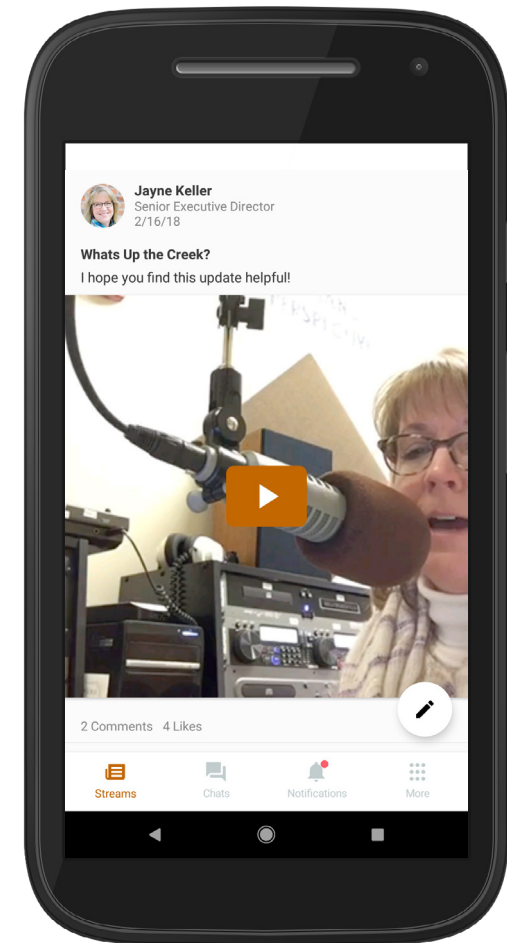 Jayne Keller
Senior Executive Director
2/16/18
Whats Up the Creek?
I hope you find this update helpful!
2 Comments 4 Likes
Streams
Chats
Notifications
More